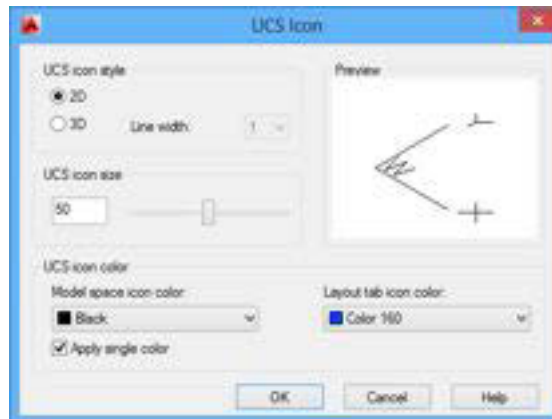 UCS Icon
UCS icon style
2D
3D
Line width:
1
Preview
UCS icon size
50
UCS icon color
Model space icon color:
Black
Apply single color
Layout tab icon color:
Color 160
OK
Cancel
Help